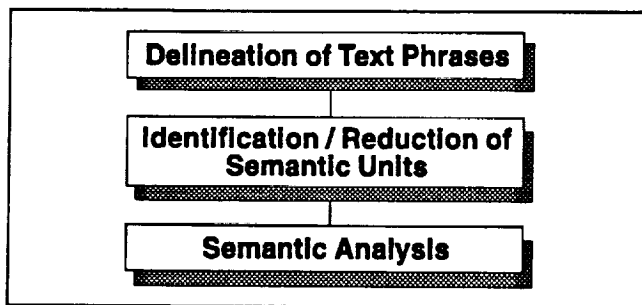 Delineation of Text Phrases
Identification / Reduction of
Semantic Units
Semantic Analysis